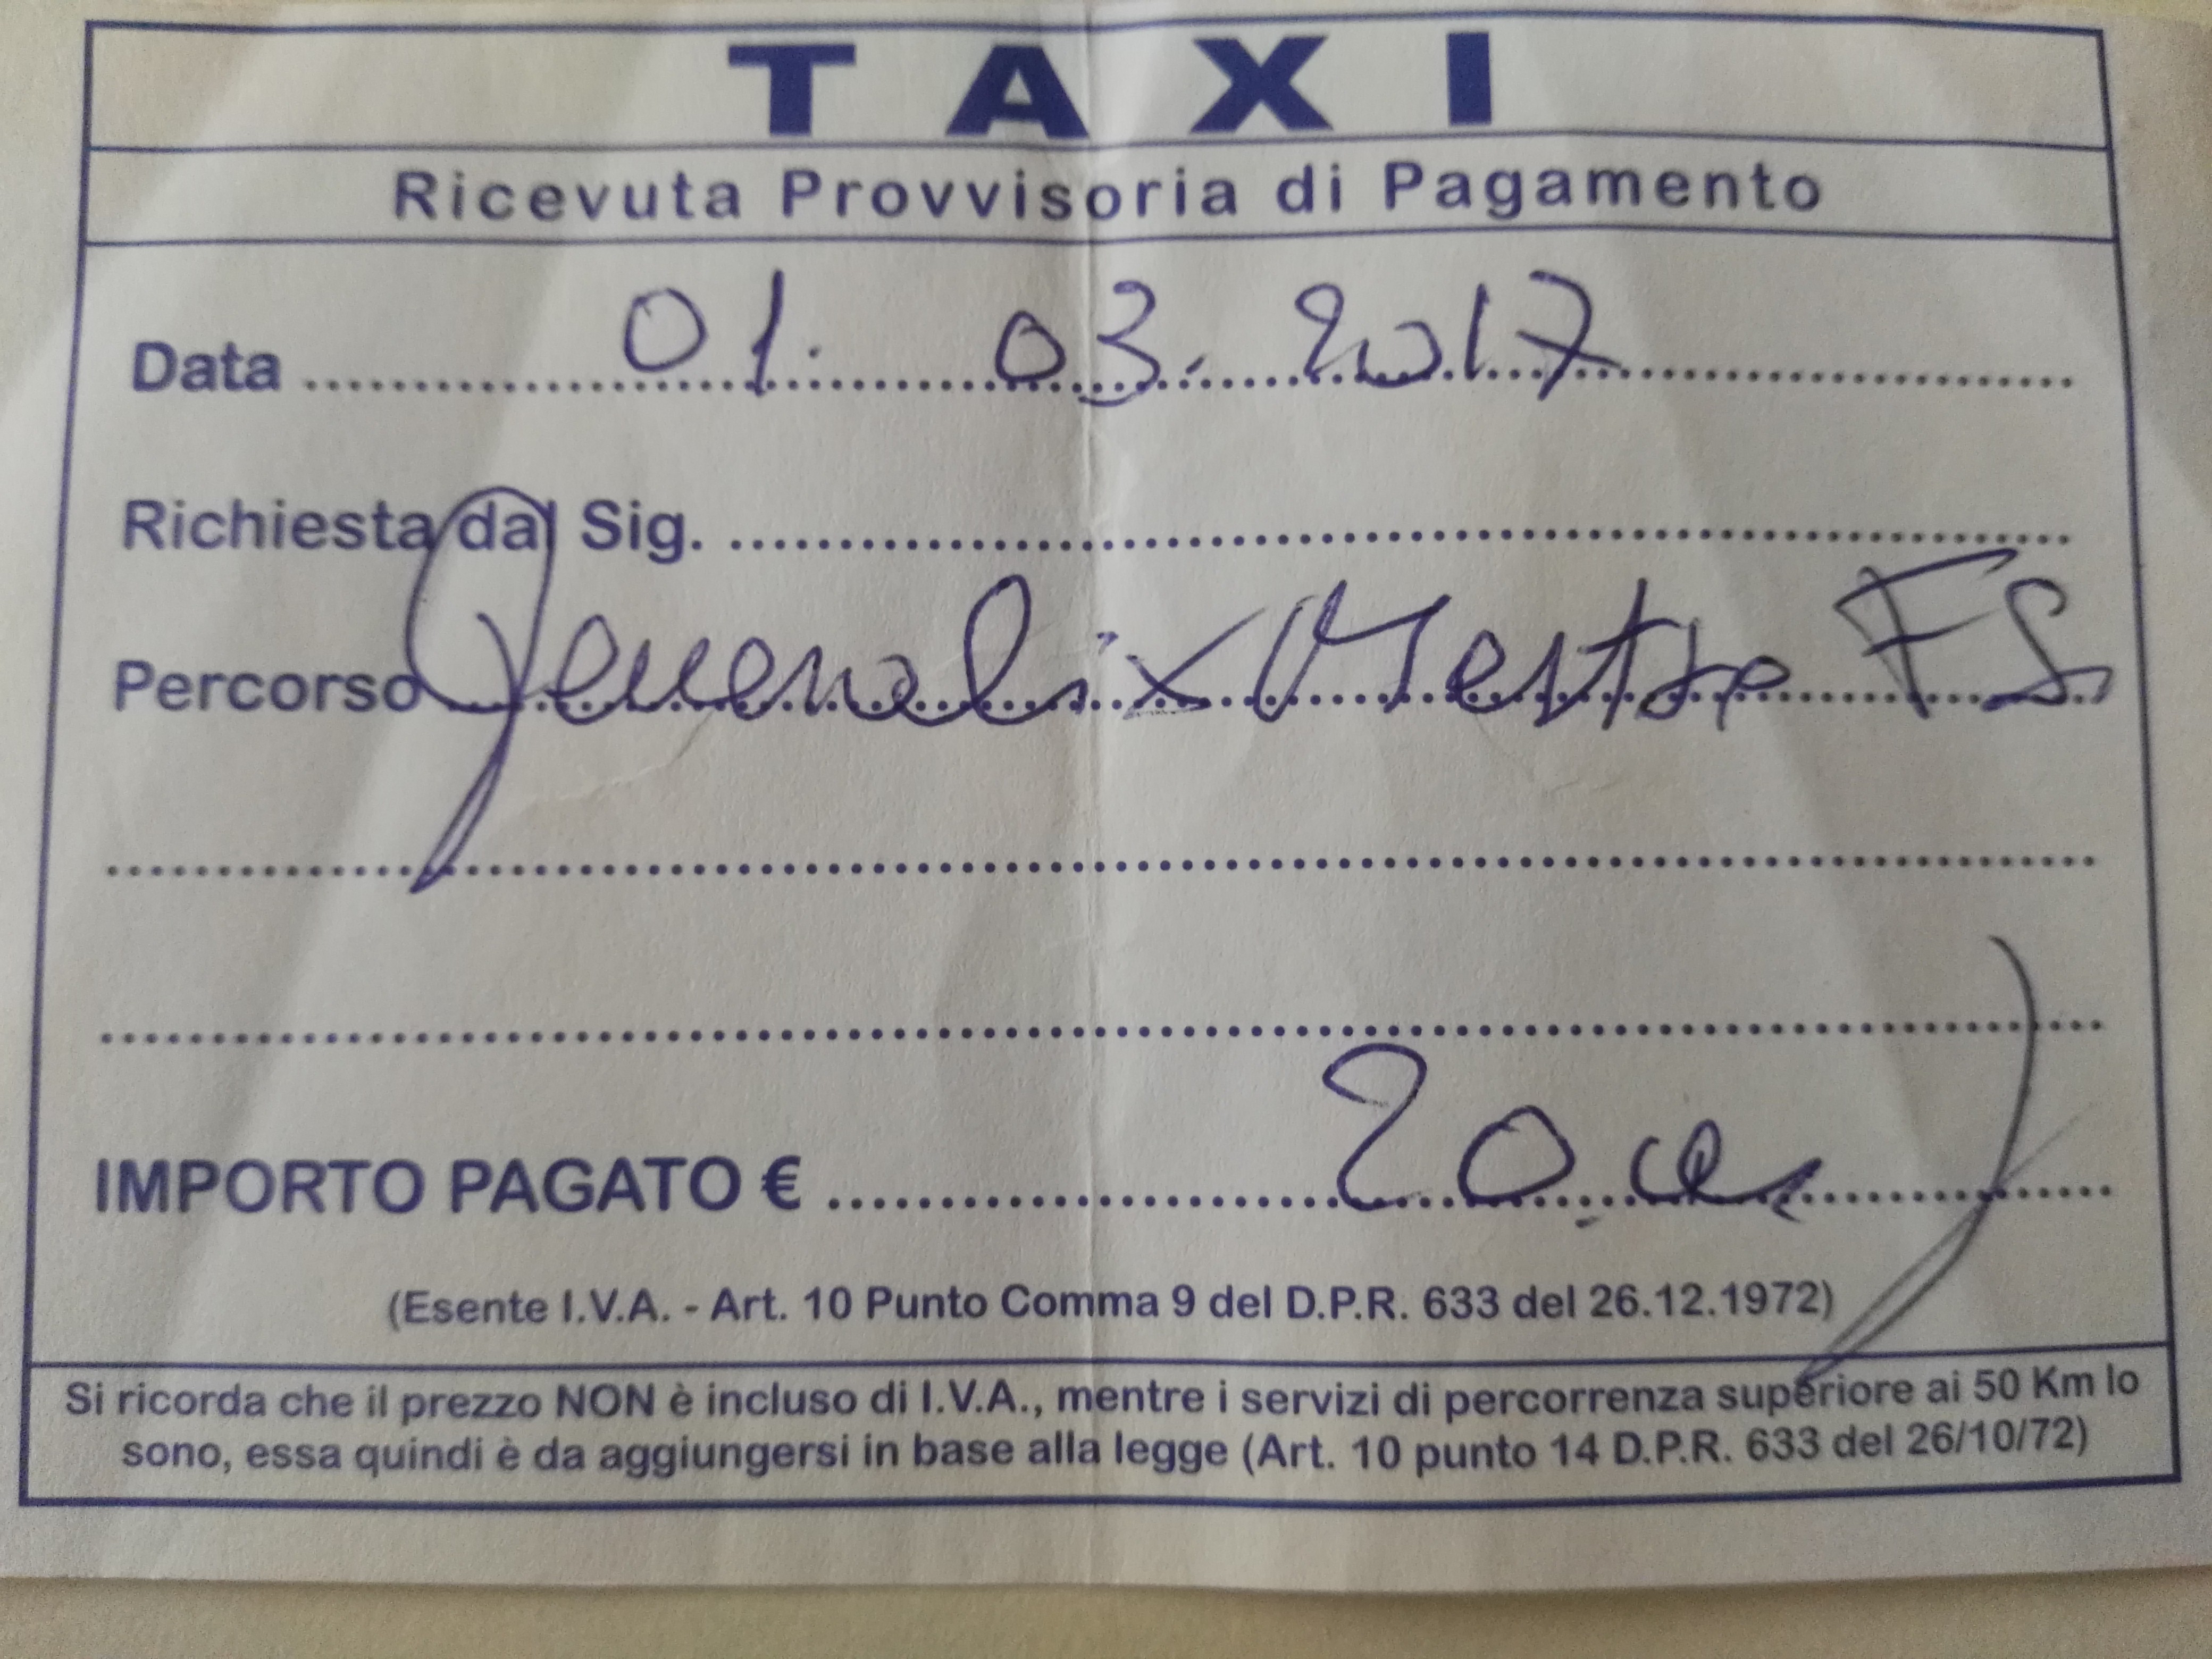 TAXI
Ricevuta Provvisoria di Pagamento
Data 01. 03. 2017
Richiesta dal Sig.
Percorso Generali x Mestre FS
IMPORTO PAGATO € 20,00
(Esente I.V.A. - Art. 10 Punto Comma 9 del D.P.R. 633 del 26.12.1972)
Si ricorda che il prezzo NON è incluso di I.V.A., mentre i servizi di percorrenza superiore ai 50 Km lo
sono, essa quindi è da aggiungersi in base alla legge (Art. 10 punto 14 D.P.R. 633 del 26/10/72)